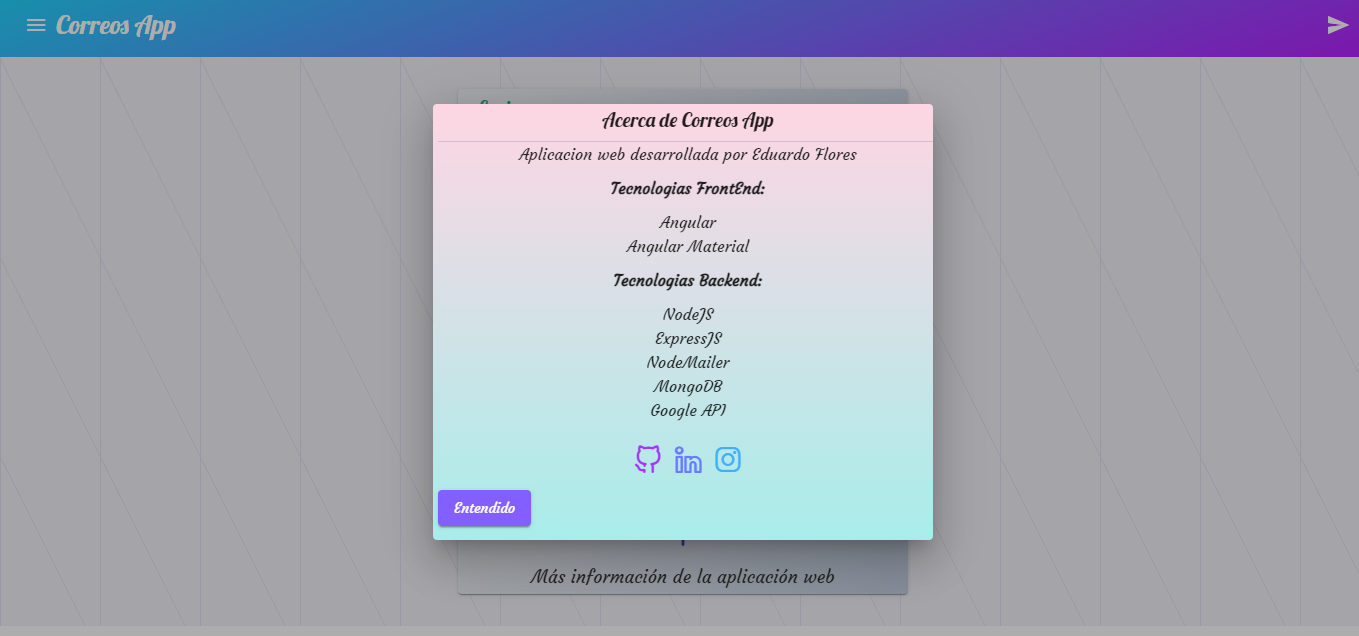 Correos App
Acerca de Correos App
Aplicacion web desarrollada por Eduardo Flores
Tecnologias FrontEnd:
Angular
Angular Material
Tecnologias Backend:
NodeJS
ExpressJS
NodeMailer
MongoDB
Google API
Entendido
Más información de la aplicación web